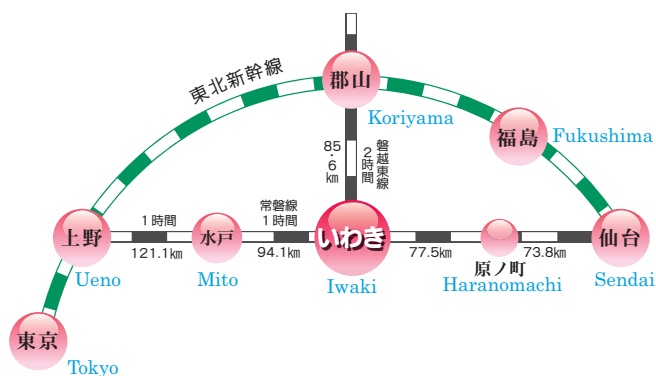 東北新幹線
郡山
Koriyama
福島
Fukushima
85.6㎞
磐越東線
2時間
上野
Ueno
1時間
121.1㎞
水戸
Mito
常磐線
1時間
94.1㎞
いわき
Iwaki
77.5㎞
原ノ町
Haranomachi
73.8㎞
仙台
Sendai
東京
Tokyo